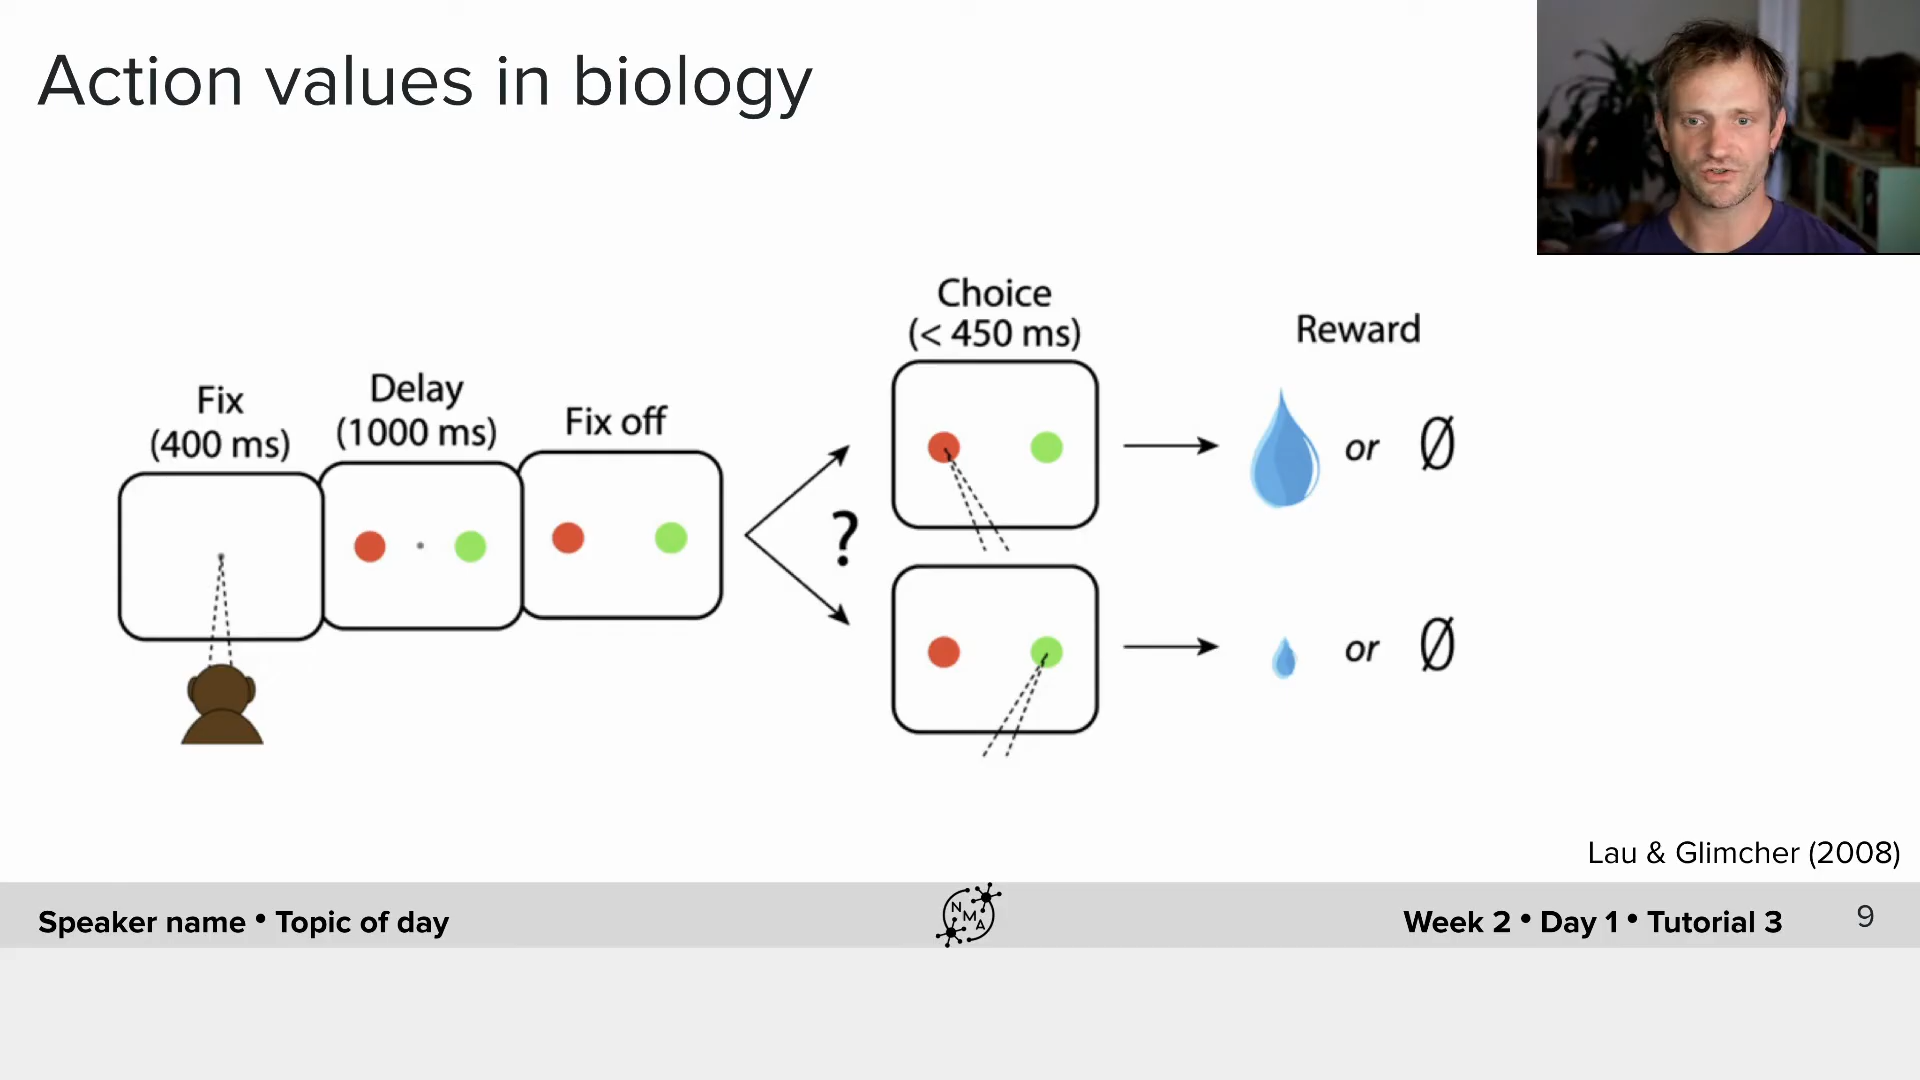 Action values in biology
Fix
(400 ms)
Delay
(1000 ms)
Fix off
?
Choice
(< 450 ms)
Reward
or Ø
or Ø
Lau & Glimcher (2008)
Speaker name • Topic of day
N
M
A
Week 2 • Day 1 • Tutorial 3
9